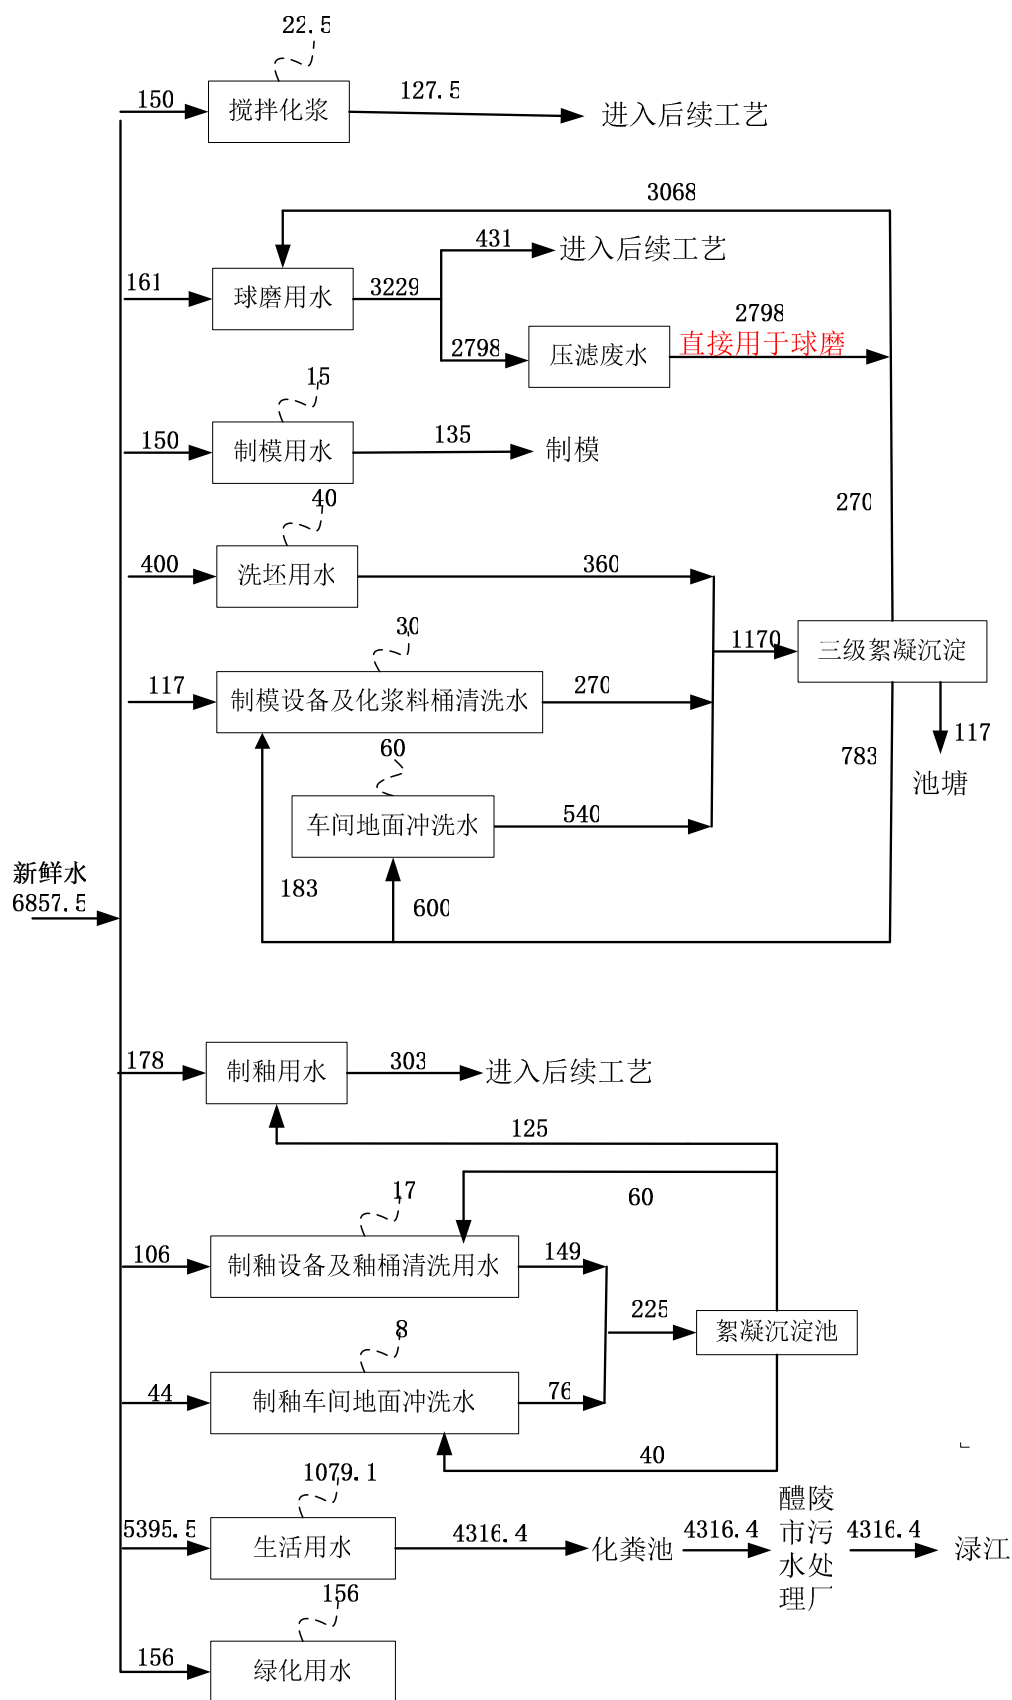 22.5
150
搅拌化浆
127.5
进入后续工艺
3068
431
进入后续工艺
161
球磨用水
3229
2798
压滤废水
2798
直接用于球磨
15
150
制模用水
135
制模
270
40
400
洗坯用水
360
30
1170
三级絮凝沉淀
117
制模设备及化浆料桶清洗水
270
117
783
池塘
60
车间地面冲洗水
540
新鲜水
6857.5
183
600
178
制釉用水
303
进入后续工艺
125
17
60
106
制釉设备及釉桶清洗用水
149
225
絮凝沉淀池
8
44
制釉车间地面冲洗水
76
40
1079.1
5395.5
生活用水
4316.4
化粪池
4316.4
醴陵
市污
水处
理厂
4316.4
渌江
156
156
绿化用水